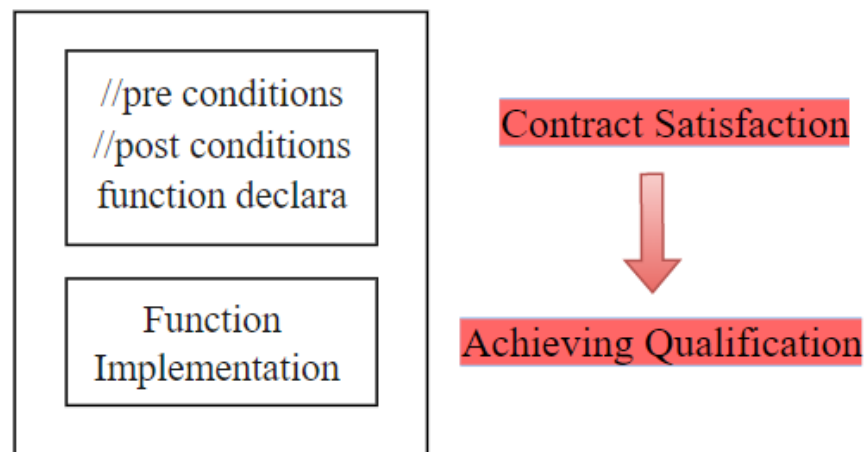 //pre conditions
//post conditions
function declara
Function
Implementation
Contract Satisfaction
Achieving Qualification